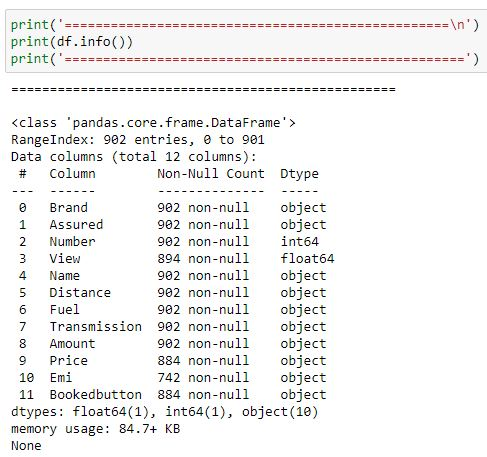 print('==================================================\n')
print(df.info())
print('====================================================')
==================================================
<class 'pandas.core.frame.DataFrame'>
RangeIndex: 902 entries, 0 to 901
Data columns (total 12 columns):
 #   Column        Non-Null Count  Dtype
---  ------        --------------  -----
 0   Brand         902 non-null    object
 1   Assured       902 non-null    object
 2   Number        902 non-null    int64
 3   View          894 non-null    float64
 4   Name          902 non-null    object
 5   Distance      902 non-null    object
 6   Fuel          902 non-null    object
 7   Transmission  902 non-null    object
 8   Amount        902 non-null    object
 9   Price         884 non-null    object
 10  Emi           742 non-null    object
 11  Bookedbutton  884 non-null    object
dtypes: float64(1), int64(1), object(10)
memory usage: 84.7+ KB
None